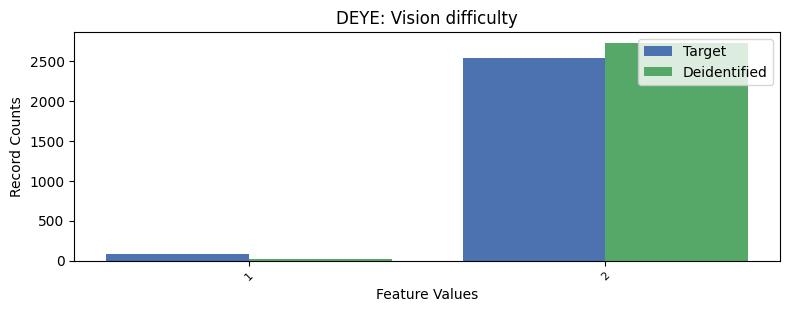 DEYE: Vision difficulty
Target
Deidentified
Record Counts
2500
2000
1500
1000
500
0
1
2
Feature Values